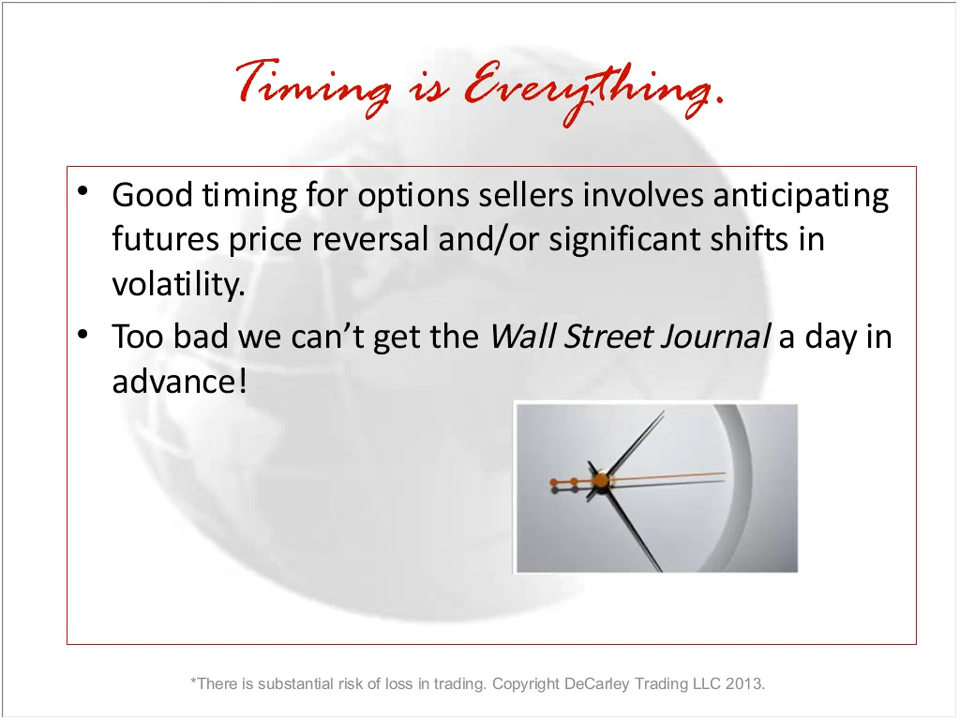 Timing is Everything.
• Good timing for options sellers involves anticipating
futures price reversal and/or significant shifts in
volatility.
• Too bad we can’t get the Wall Street Journal a day in
advance!
*There is substantial risk of loss in trading. Copyright DeCarley Trading LLC 2013.